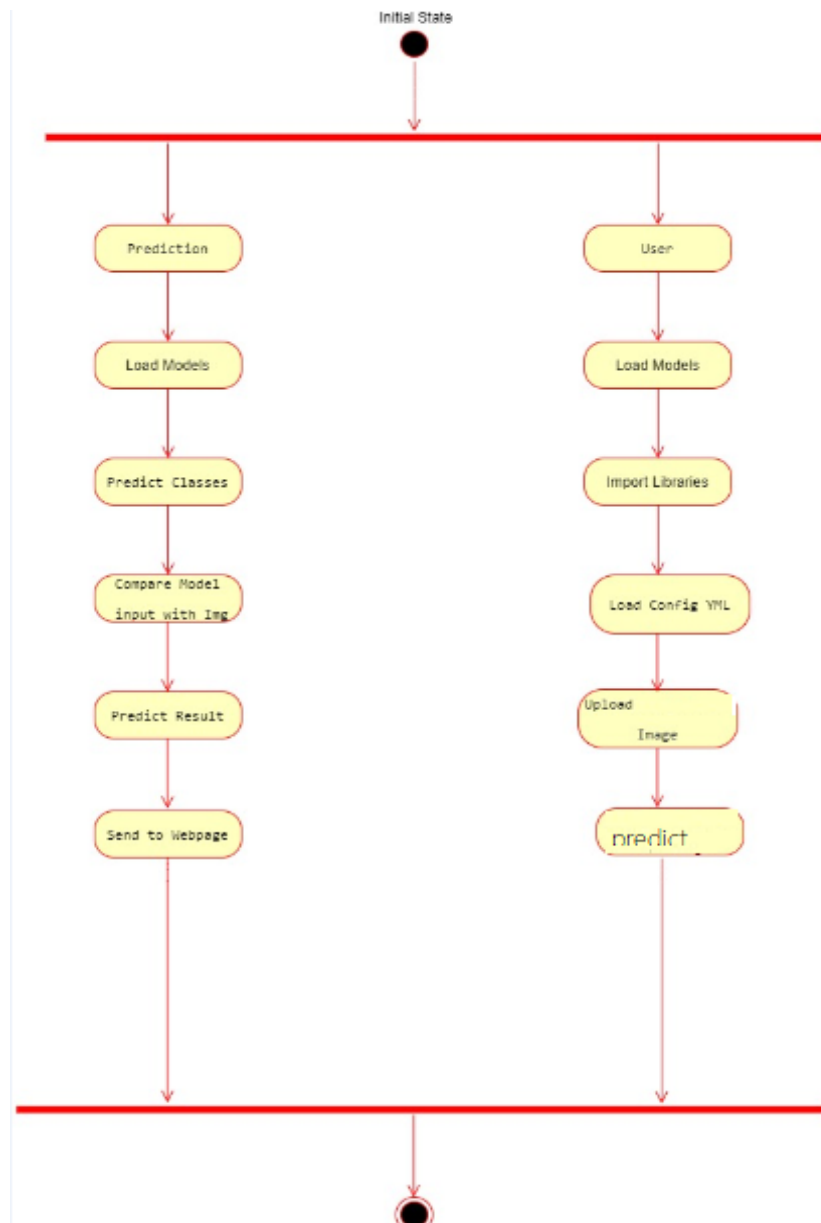 Initial State
Prediction
User
Load Models
Load Models
Predict Classes
Import Libraries
Compare Model
input with Img
Load Config YML
Predict Result
Upload
Image
Send to Webpage
predict